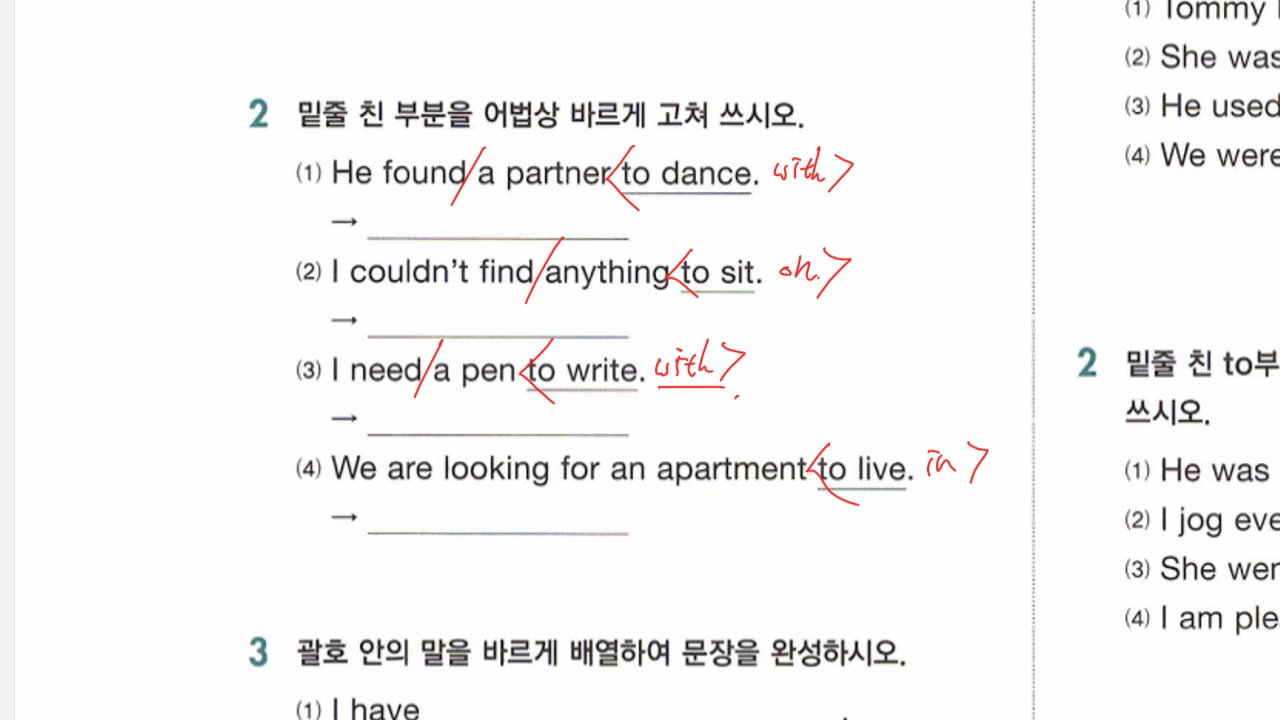 2 밑줄 친 부분을 어법상 바르게 고쳐 쓰시오.
(1) He found / a partner < to dance. with >
→
(2) I couldn't find / anything < to sit. on. >
→
(3) I need / a pen < to write. with >.
→
(4) We are looking for an apartment < to live. in >
→
3 괄호 안의 말을 바르게 배열하여 문장을 완성하시오.
(1) I have .
(1) Tommy
(2) She was
(3) He used
(4) We were
2 밑줄 친 to부
쓰시오.
(1) He was
(2) I jog eve
(3) She wer
(4) I am ple